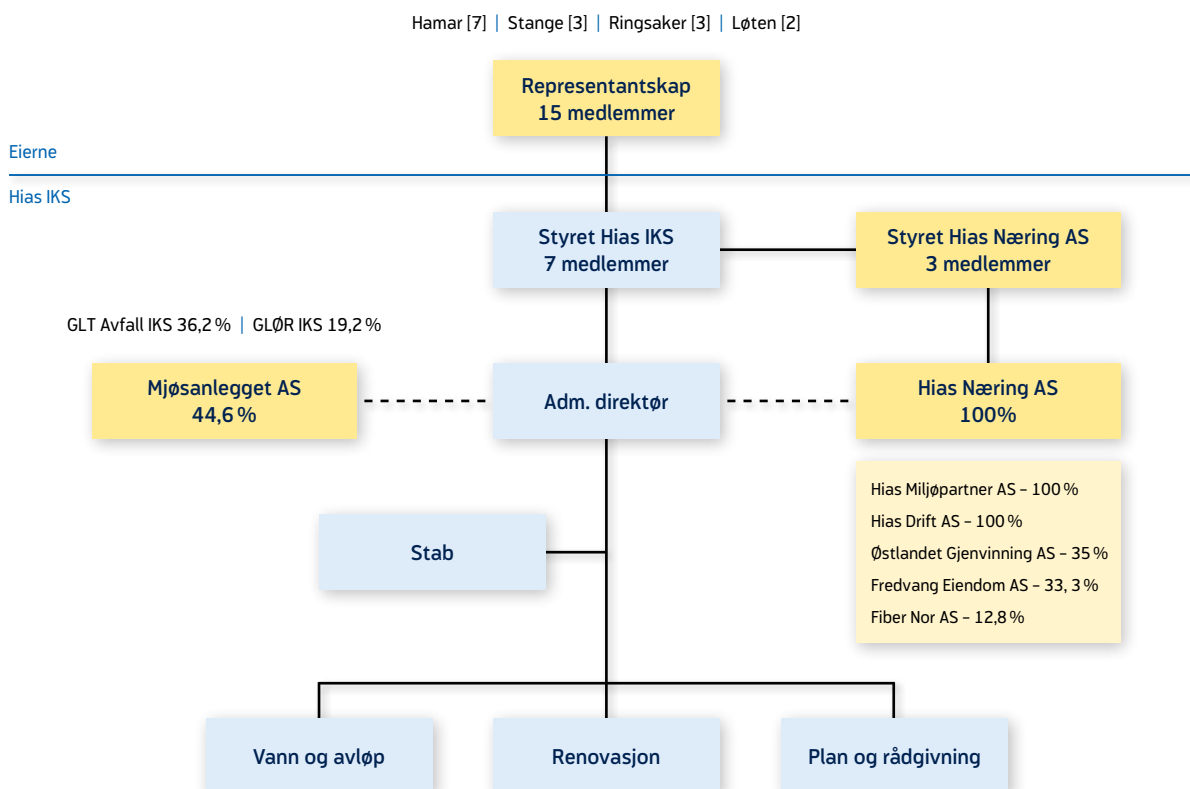 Hamar [7] | Stange [3] | Ringsaker [3] | Løten [2]
Representantskap
15 medlemmer
Eierne
Hias IKS
Styret Hias IKS
7 medlemmer
Styret Hias Næring AS
3 medlemmer
GLT Avfall IKS 36,2 % | GLØR IKS 19,2 %
Mjøsanlegget AS
44,6 %
Adm. direktør
Hias Næring AS
100%
Hias Miljøpartner AS – 100 %
Hias Drift AS – 100 %
Østlandet Gjenvinning AS – 35 %
Fredvang Eiendom AS – 33, 3 %
Fiber Nor AS – 12,8 %
Stab
Vann og avløp
Renovasjon
Plan og rådgivning